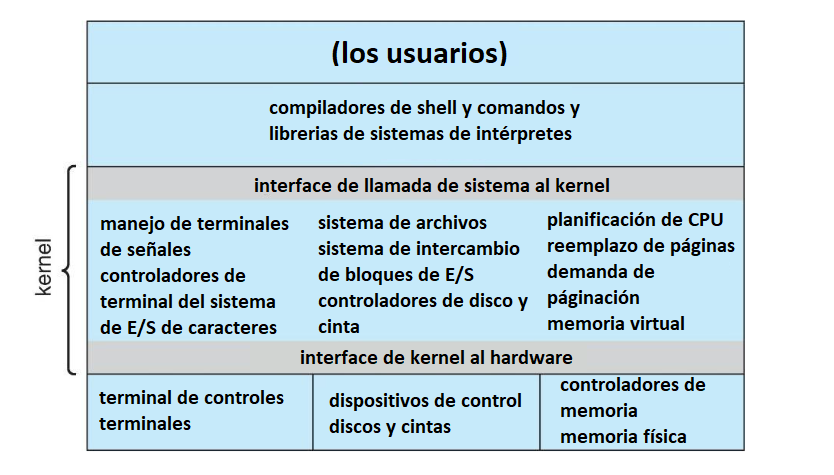 (los usuarios)
compiladores de shell y comandos y
librerias de sistemas de intérpretes
kernel
interface de llamada de sistema al kernel
manejo de terminales
de señales
controladores de
terminal del sistema
de E/S de caracteres
sistema de archivos
sistema de intercambio
de bloques de E/S
controladores de disco y
cinta
planificación de CPU
reemplazo de páginas
demanda de
páginación
memoria virtual
interface de kernel al hardware
terminal de controles
terminales
dispositivos de control
discos y cintas
controladores de
memoria
memoria física